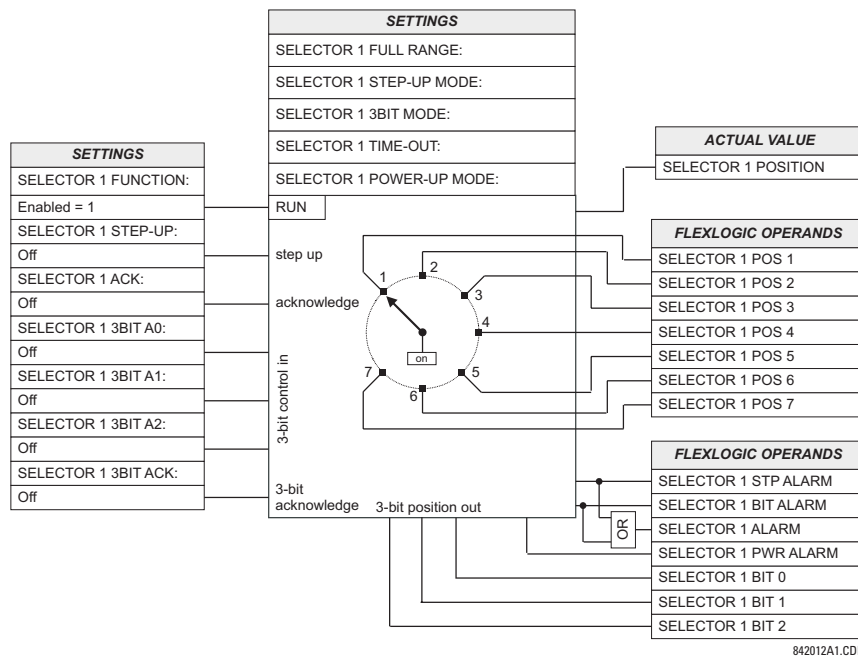 SETTINGS
SELECTOR 1 FULL RANGE:
SELECTOR 1 STEP-UP MODE:
SELECTOR 1 3BIT MODE:
SELECTOR 1 TIME-OUT:
SELECTOR 1 POWER-UP MODE:
SETTINGS
SELECTOR 1 FUNCTION:
Enabled = 1
SELECTOR 1 STEP-UP:
Off
SELECTOR 1 ACK:
Off
SELECTOR 1 3BIT A0:
Off
SELECTOR 1 3BIT A1:
Off
SELECTOR 1 3BIT A2:
Off
SELECTOR 1 3BIT ACK:
Off
RUN
step up
acknowledge
3-bit control in
3-bit
acknowledge
3-bit position out
1
2
3
4
5
6
7
on
ACTUAL VALUE
SELECTOR 1 POSITION
FLEXLOGIC OPERANDS
SELECTOR 1 POS 1
SELECTOR 1 POS 2
SELECTOR 1 POS 3
SELECTOR 1 POS 4
SELECTOR 1 POS 5
SELECTOR 1 POS 6
SELECTOR 1 POS 7
FLEXLOGIC OPERANDS
SELECTOR 1 STP ALARM
SELECTOR 1 BIT ALARM
SELECTOR 1 ALARM
SELECTOR 1 PWR ALARM
SELECTOR 1 BIT 0
SELECTOR 1 BIT 1
SELECTOR 1 BIT 2
OR
842012A1.CD